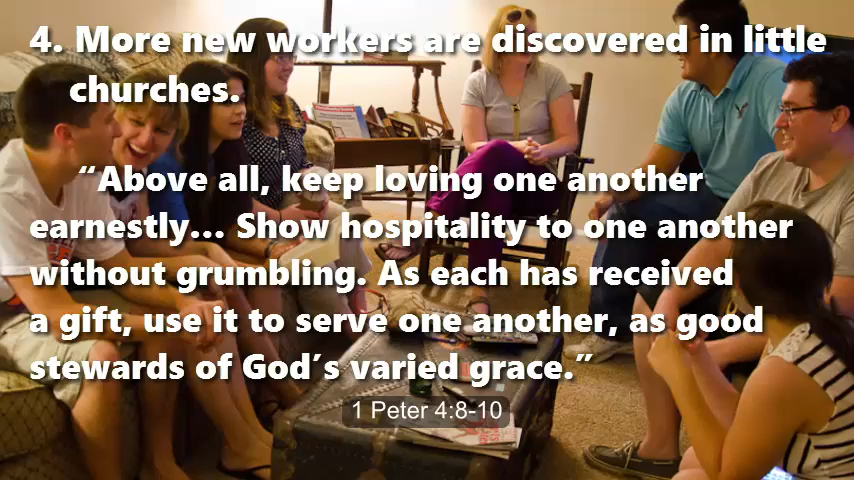 4. More new workers are discovered in little
churches.
“Above all, keep loving one another
earnestly... Show hospitality to one another
without grumbling. As each has received
a gift, use it to serve one another, as good
stewards of God’s varied grace.”
1 Peter 4:8-10